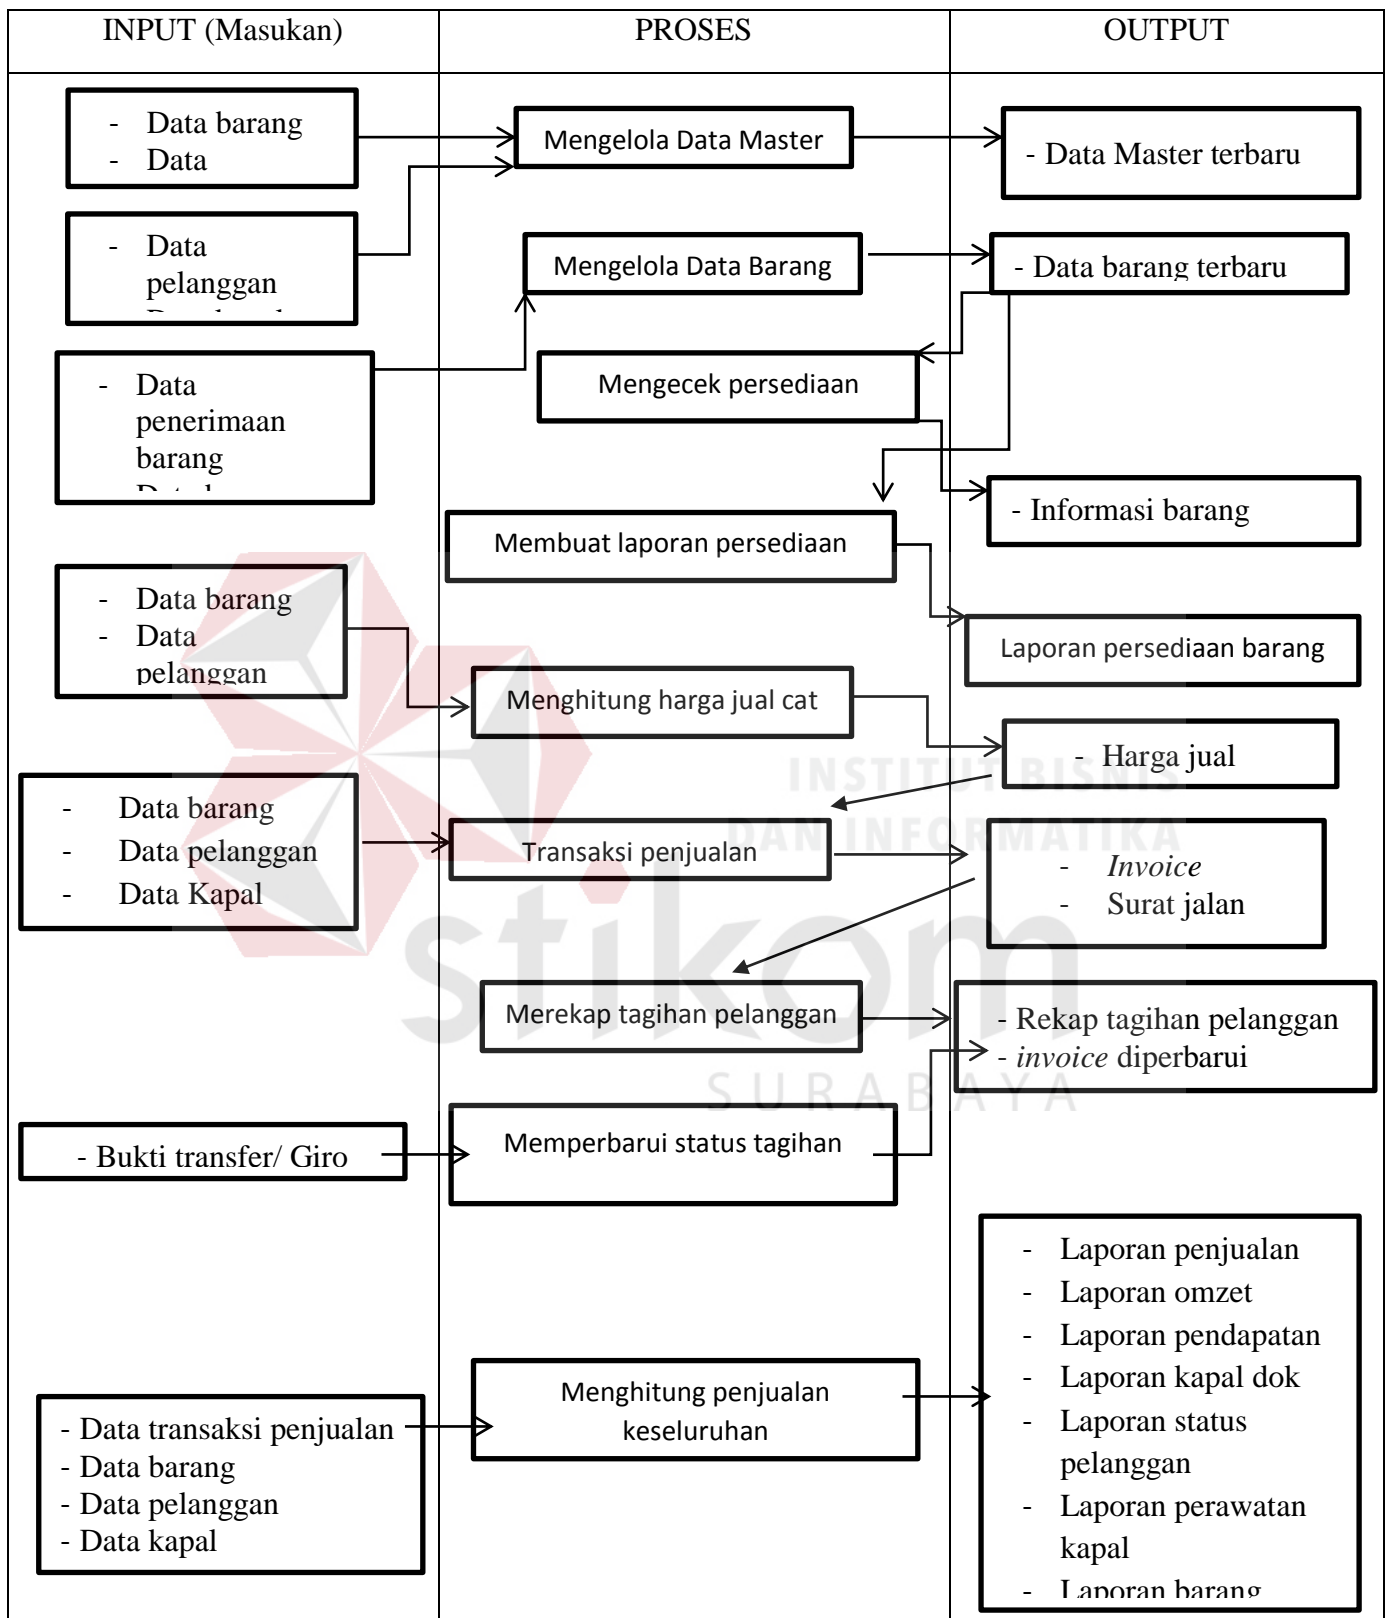 INPUT (Masukan)
PROSES
OUTPUT
- Data barang
- Data
Mengelola Data Master
- Data Master terbaru
- Data
pelanggan
Mengelola Data Barang
- Data barang terbaru
- Data
penerimaan
barang
Mengecek persediaan
- Informasi barang
Membuat laporan persediaan
- Data barang
- Data
pelanggan
Laporan persediaan barang
Menghitung harga jual cat
- Harga jual
INSTITUT BISNIS
DAN INFORMATIKA
- Data barang
- Data pelanggan
- Data Kapal
Transaksi penjualan
- Invoice
- Surat jalan
stikom
Merekap tagihan pelanggan
- Rekap tagihan pelanggan
- invoice diperbarui
SURABAYA
- Bukti transfer/ Giro
Memperbarui status tagihan
- Data transaksi penjualan
- Data barang
- Data pelanggan
- Data kapal
Menghitung penjualan
keseluruhan
- Laporan penjualan
- Laporan omzet
- Laporan pendapatan
- Laporan kapal dok
- Laporan status
pelanggan
- Laporan perawatan
kapal
- Laporan barang